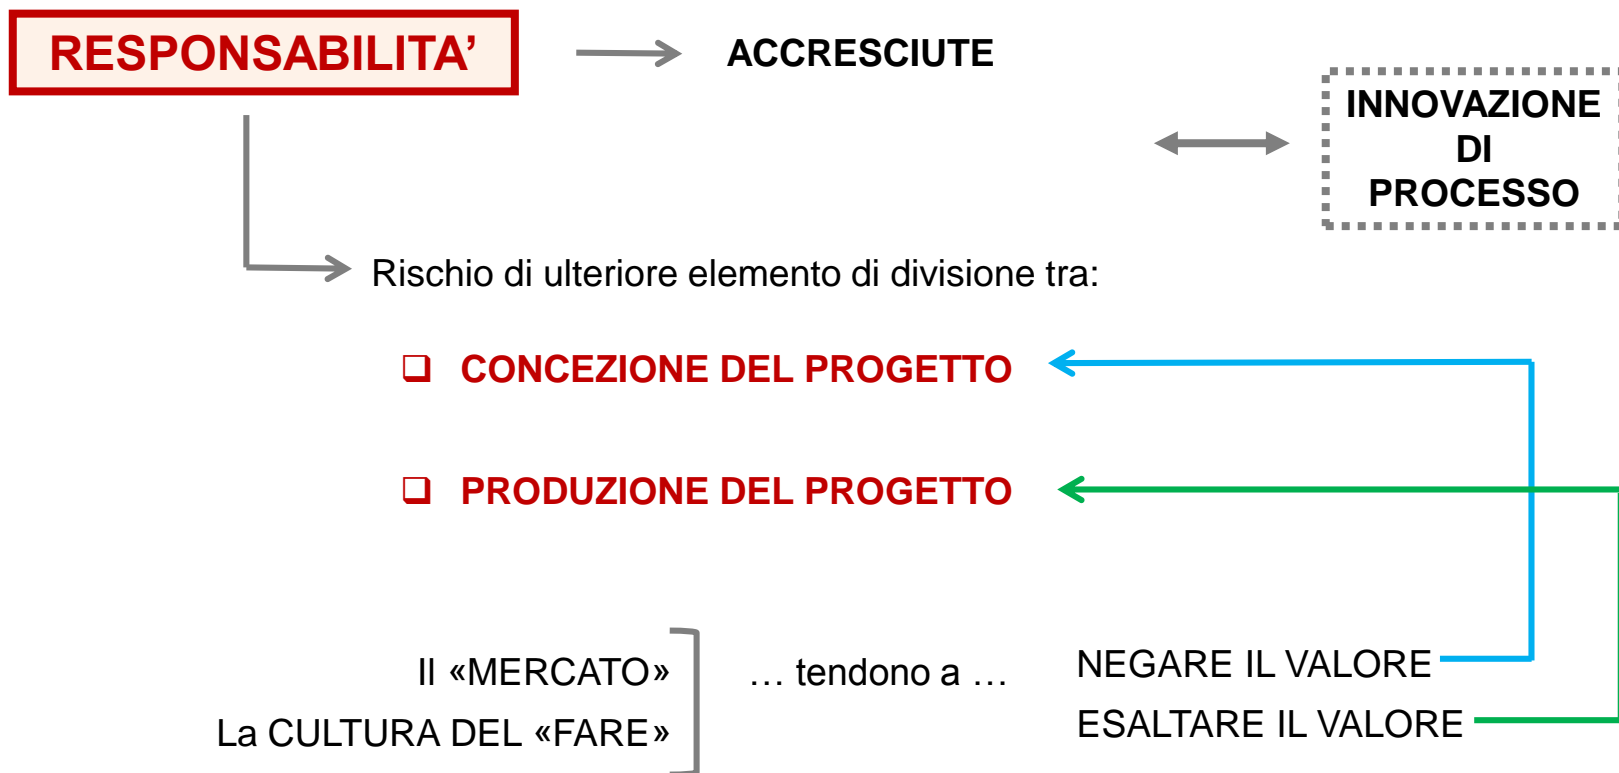 RESPONSABILITA’
ACCRESCIUTE
INNOVAZIONE
DI
PROCESSO
Rischio di ulteriore elemento di divisione tra:
CONCEZIONE DEL PROGETTO
PRODUZIONE DEL PROGETTO
Il «MERCATO»
… tendono a …
NEGARE IL VALORE
La CULTURA DEL «FARE»
ESALTARE IL VALORE